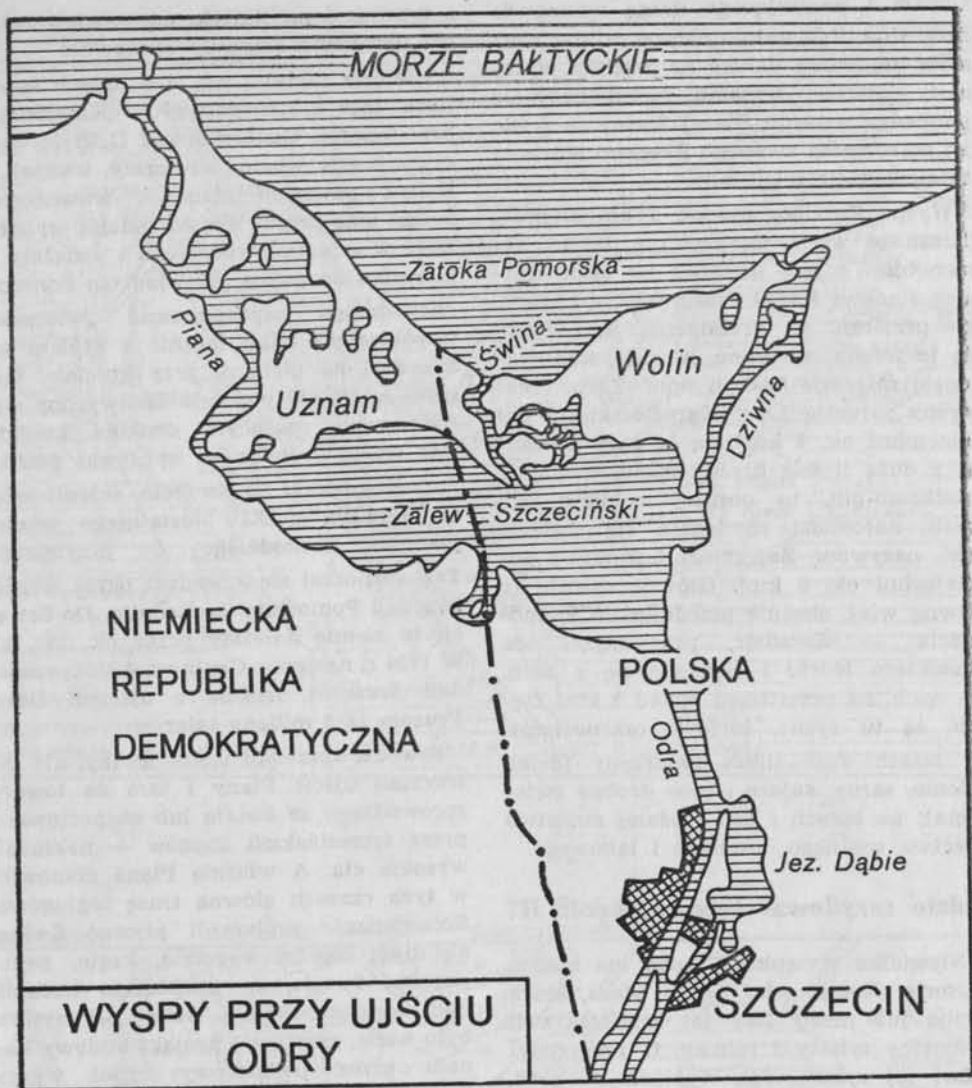 MORZE BAŁTYCKIE
Zatoka Pomorska
Piana
Świna
Wolin
Uznam
Dziwna
Zalew Szczeciński
NIEMIECKA
REPUBLIKA
DEMOKRATYCZNA
POLSKA
Odra
Jez. Dąbie
SZCZECIN
WYSPY PRZY UJŚCIU
ODRY